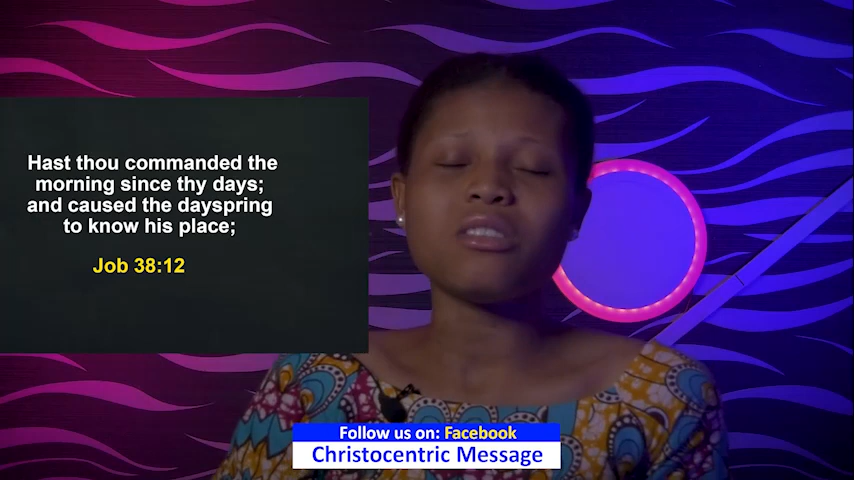 Hast thou commanded the
morning since thy days;
and caused the dayspring
to know his place;
Job 38:12
Follow us on: Facebook
Christocentric Message